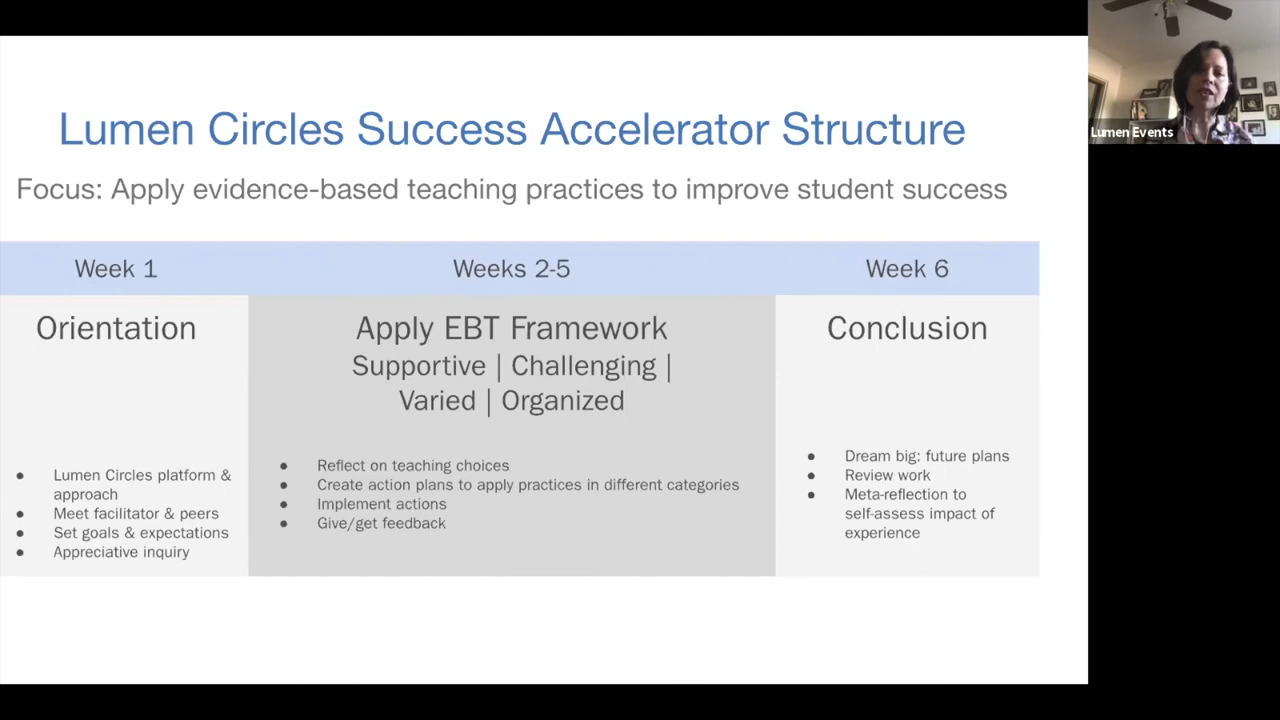 Lumen Circles Success Accelerator Structure
Focus: Apply evidence-based teaching practices to improve student success
Week 1
Weeks 2-5
Week 6
Orientation
● Lumen Circles platform &
approach
● Meet facilitator & peers
● Set goals & expectations
● Appreciative inquiry
Apply EBT Framework
Supportive | Challenging |
Varied | Organized
● Reflect on teaching choices
● Create action plans to apply practices in different categories
● Implement actions
● Give/get feedback
Conclusion
● Dream big: future plans
● Review work
● Meta-reflection to
self-assess impact of
experience
Lumen Events